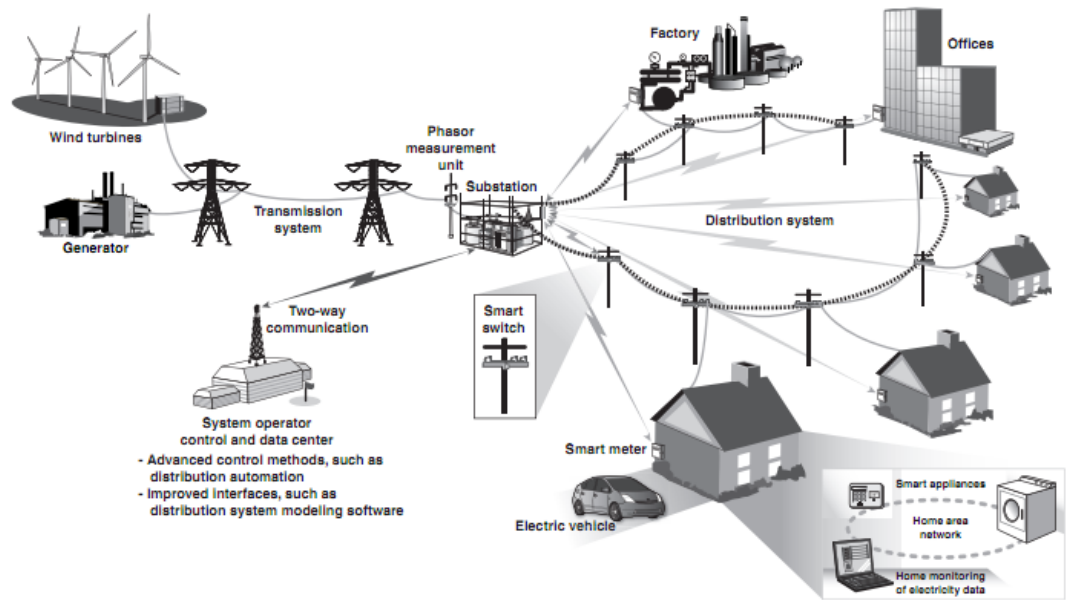 Factory
Offices
Wind turbines
Phasor
measurement
unit
Substation
Transmission
system
Generator
Distribution system
Two-way
communication
Smart
switch
System operator
control and data center
- Advanced control methods, such as
distribution automation
- Improved interfaces, such as
distribution system modeling software
Smart meter
Electric vehicle
Smart appliances
Home area
network
Home monitoring
of electricity data